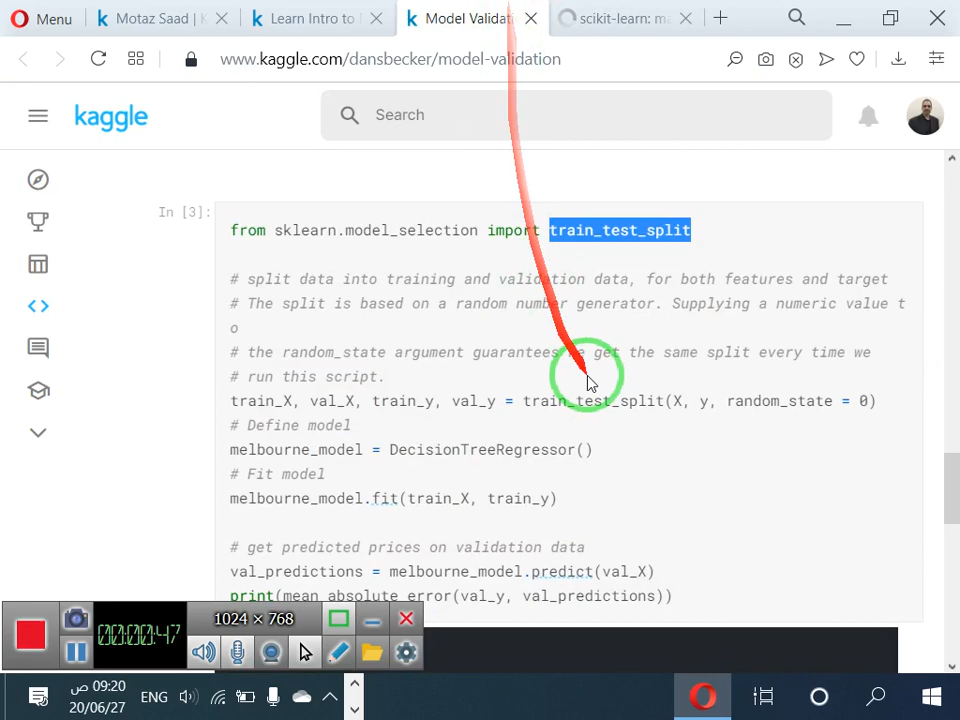 Menu
Motaz Saad | K
Learn Intro to
Model Valida
scikit-learn: ma
www.kaggle.com/dansbecker/model-validation
kaggle
Search
In [3]:
from sklearn.model_selection import train_test_split
# split data into training and validation data, for both features and target
# The split is based on a random number generator. Supplying a numeric value t
o
# the random_state argument guarantees we get the same split every time we
# run this script.
train_X, val_X, train_y, val_y = train_test_split(X, y, random_state = 0)
# Define model
melbourne_model = DecisionTreeRegressor()
# Fit model
melbourne_model.fit(train_X, train_y)
# get predicted prices on validation data
val_predictions = melbourne_model.predict(val_X)
print(mean_absolute_error(val_y, val_predictions))
1024 × 768
ENG
09:20 ص
20/06/27